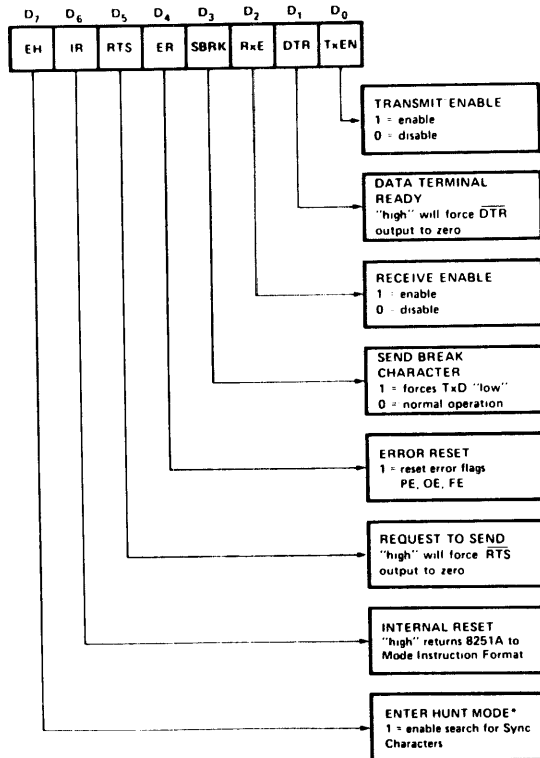 D7 D6 D5 D4 D3 D2 D1 D0
EH IR RTS ER SBRK RxE DTR TxEN
TRANSMIT ENABLE
1 = enable
0 = disable
DATA TERMINAL
READY
"high" will force D̅T̅R̅
output to zero
RECEIVE ENABLE
1 = enable
0 = disable
SEND BREAK
CHARACTER
1 = forces TxD "low"
0 = normal operation
ERROR RESET
1 = reset error flags
PE, OE, FE
REQUEST TO SEND
"high" will force R̅T̅S̅
output to zero
INTERNAL RESET
"high" returns 8251A to
Mode Instruction Format
ENTER HUNT MODE*
1 = enable search for Sync
Characters